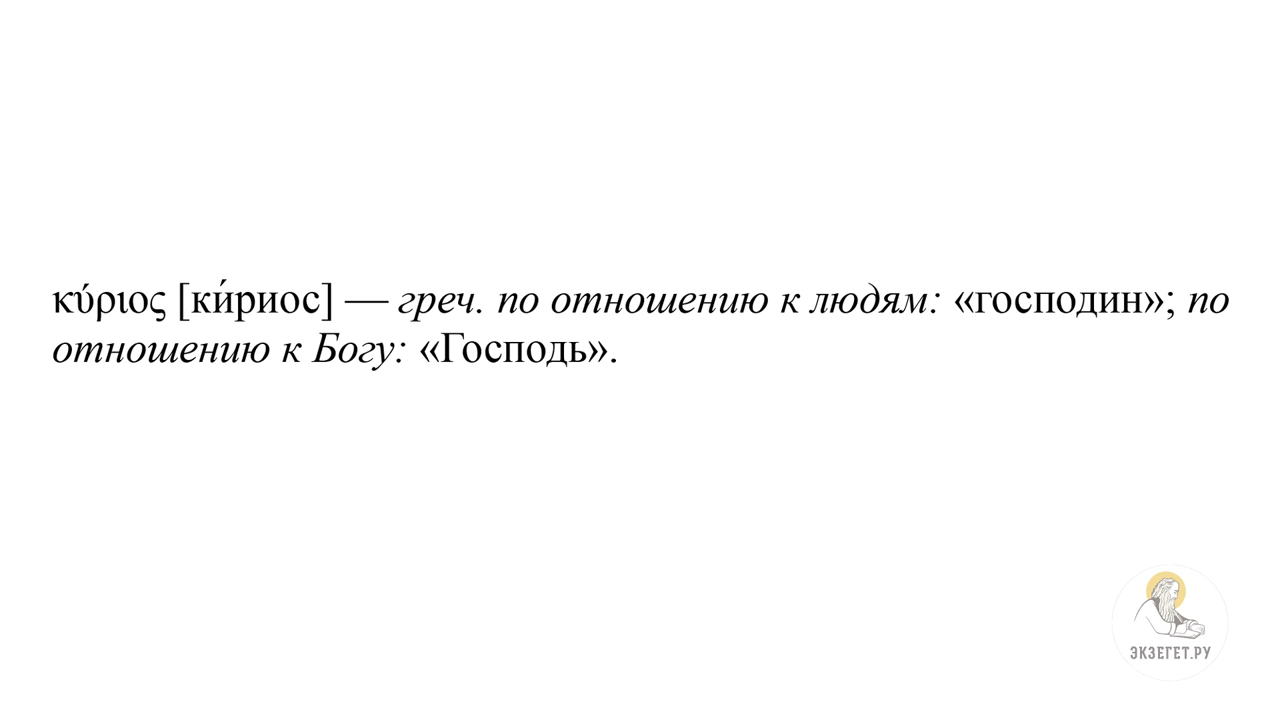 κύριος [ки́риос] — греч. по отношению к людям: «господин»; по
отношению к Богу: «Господь».
ЭКЗЕГЕТ.РУ